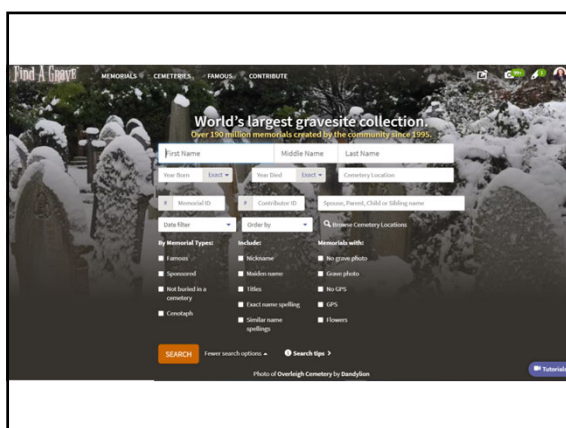 Find A Grave
MEMORIALS CEMETERIES FAMOUS CONTRIBUTE
World's largest gravesite collection.
Over 190 million memorials created by the community since 1995.
First Name Middle Name Last Name
Year Born Exact Year Died Exact Cemetery Location
# Memorial ID # Contributor ID Spouse, Parent, Child or Sibling name
Date filter Order by Browse Cemetery Locations
By Memorial Types: Include: Memorials with:
Famous Nickname No grave photo
Sponsored Maiden name Grave photo
Not buried in a Titles No GPS
cemetery Exact name spelling GPS
Cenotaph Similar name Flowers
spellings
SEARCH Fewer search options Search tips >
Tutorials
Photo of Overleigh Cemetery by Dandylion